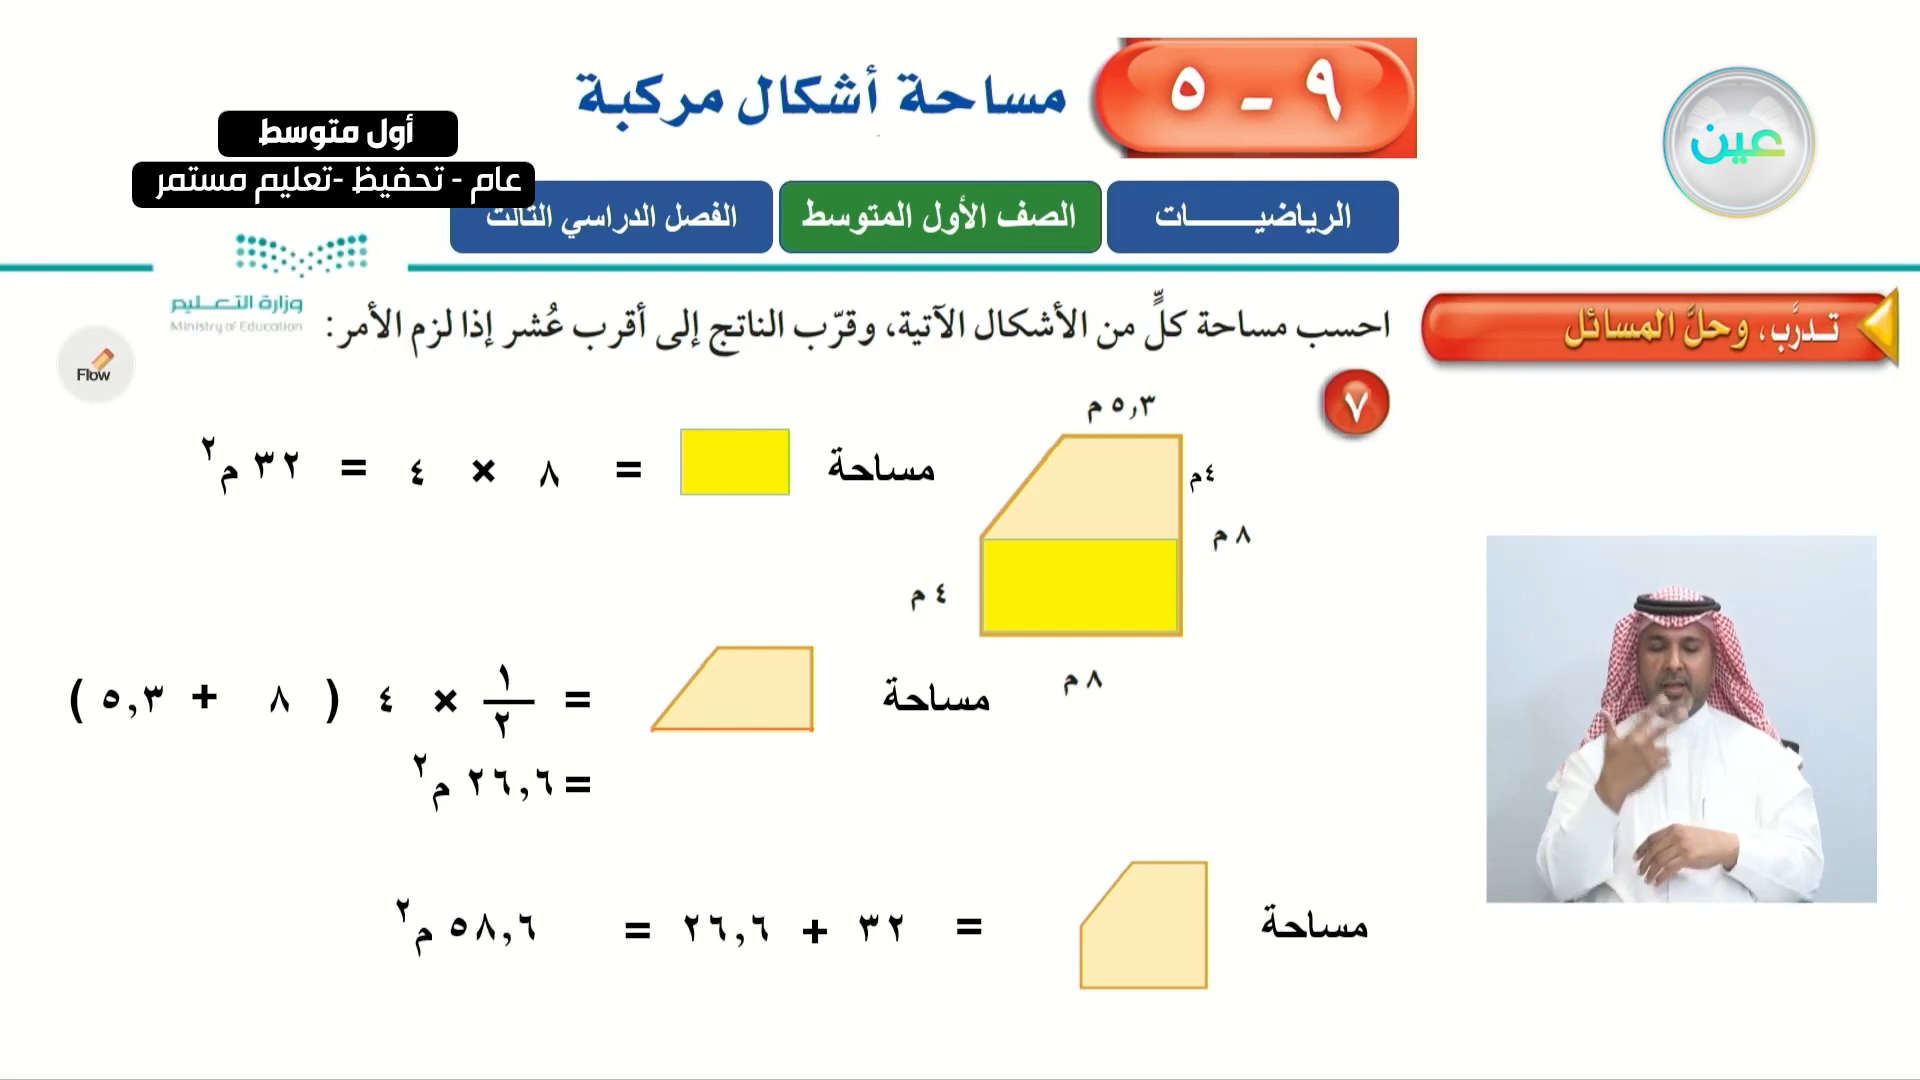 ٩ - ٥ مساحة أشكال مركبة
عين
أول متوسط
عام - تحفيظ -تعليم مستمر
الرياضيـــــــات
الصف الأول المتوسط
الفصل الدراسي الثالث
وزارة التعـــليم
Ministry of Education
Flow
تـدرَّب، وحلَّ المسائل
احسب مساحة كلٍّ من الأشكال الآتية، وقرّب الناتج إلى أقرب عُشر إذا لزم الأمر:
٧
٥,٣ م
٤م
٨ م
٤ م
٨ م
مساحة = ٨ × ٤ = ٣٢ م٢
مساحة = ١/٢ × ٤ ( ٨ + ٥,٣ )
= ٢٦,٦ م٢
مساحة = ٣٢ + ٢٦,٦ = ٥٨,٦ م٢